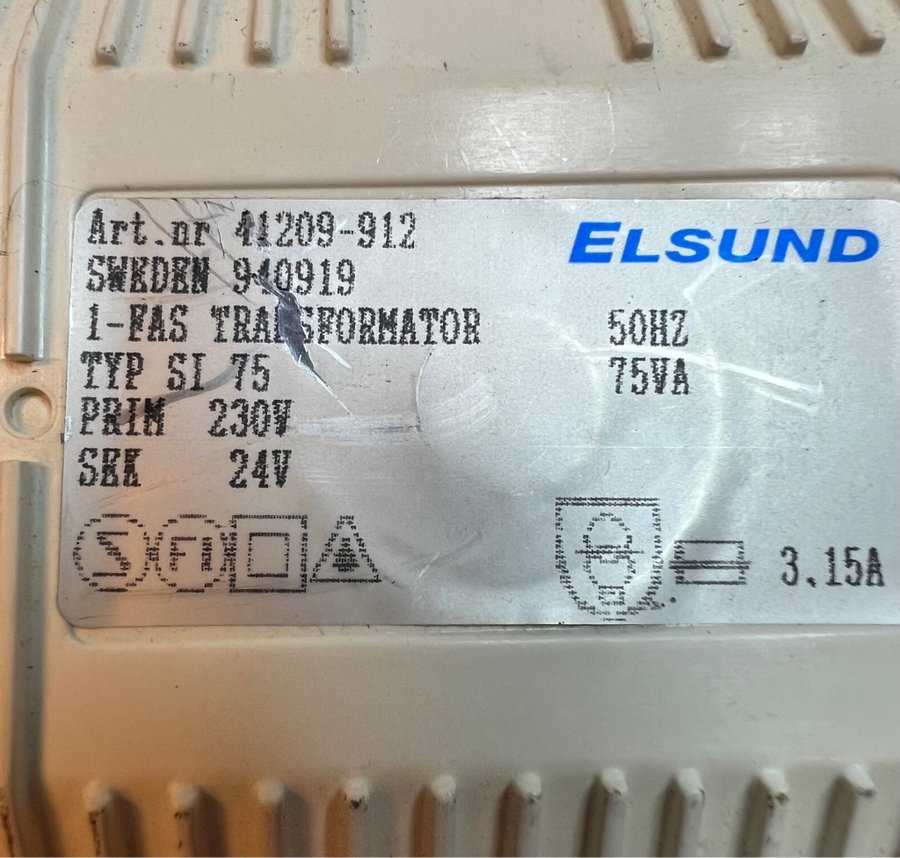 Art.nr 41209-912
ELSUND
SWEDEN 940919
1-FAS TRANSFORMATOR 50HZ
TYP SI 75 75VA
PRIM 230V
SEK 24V
3.15A